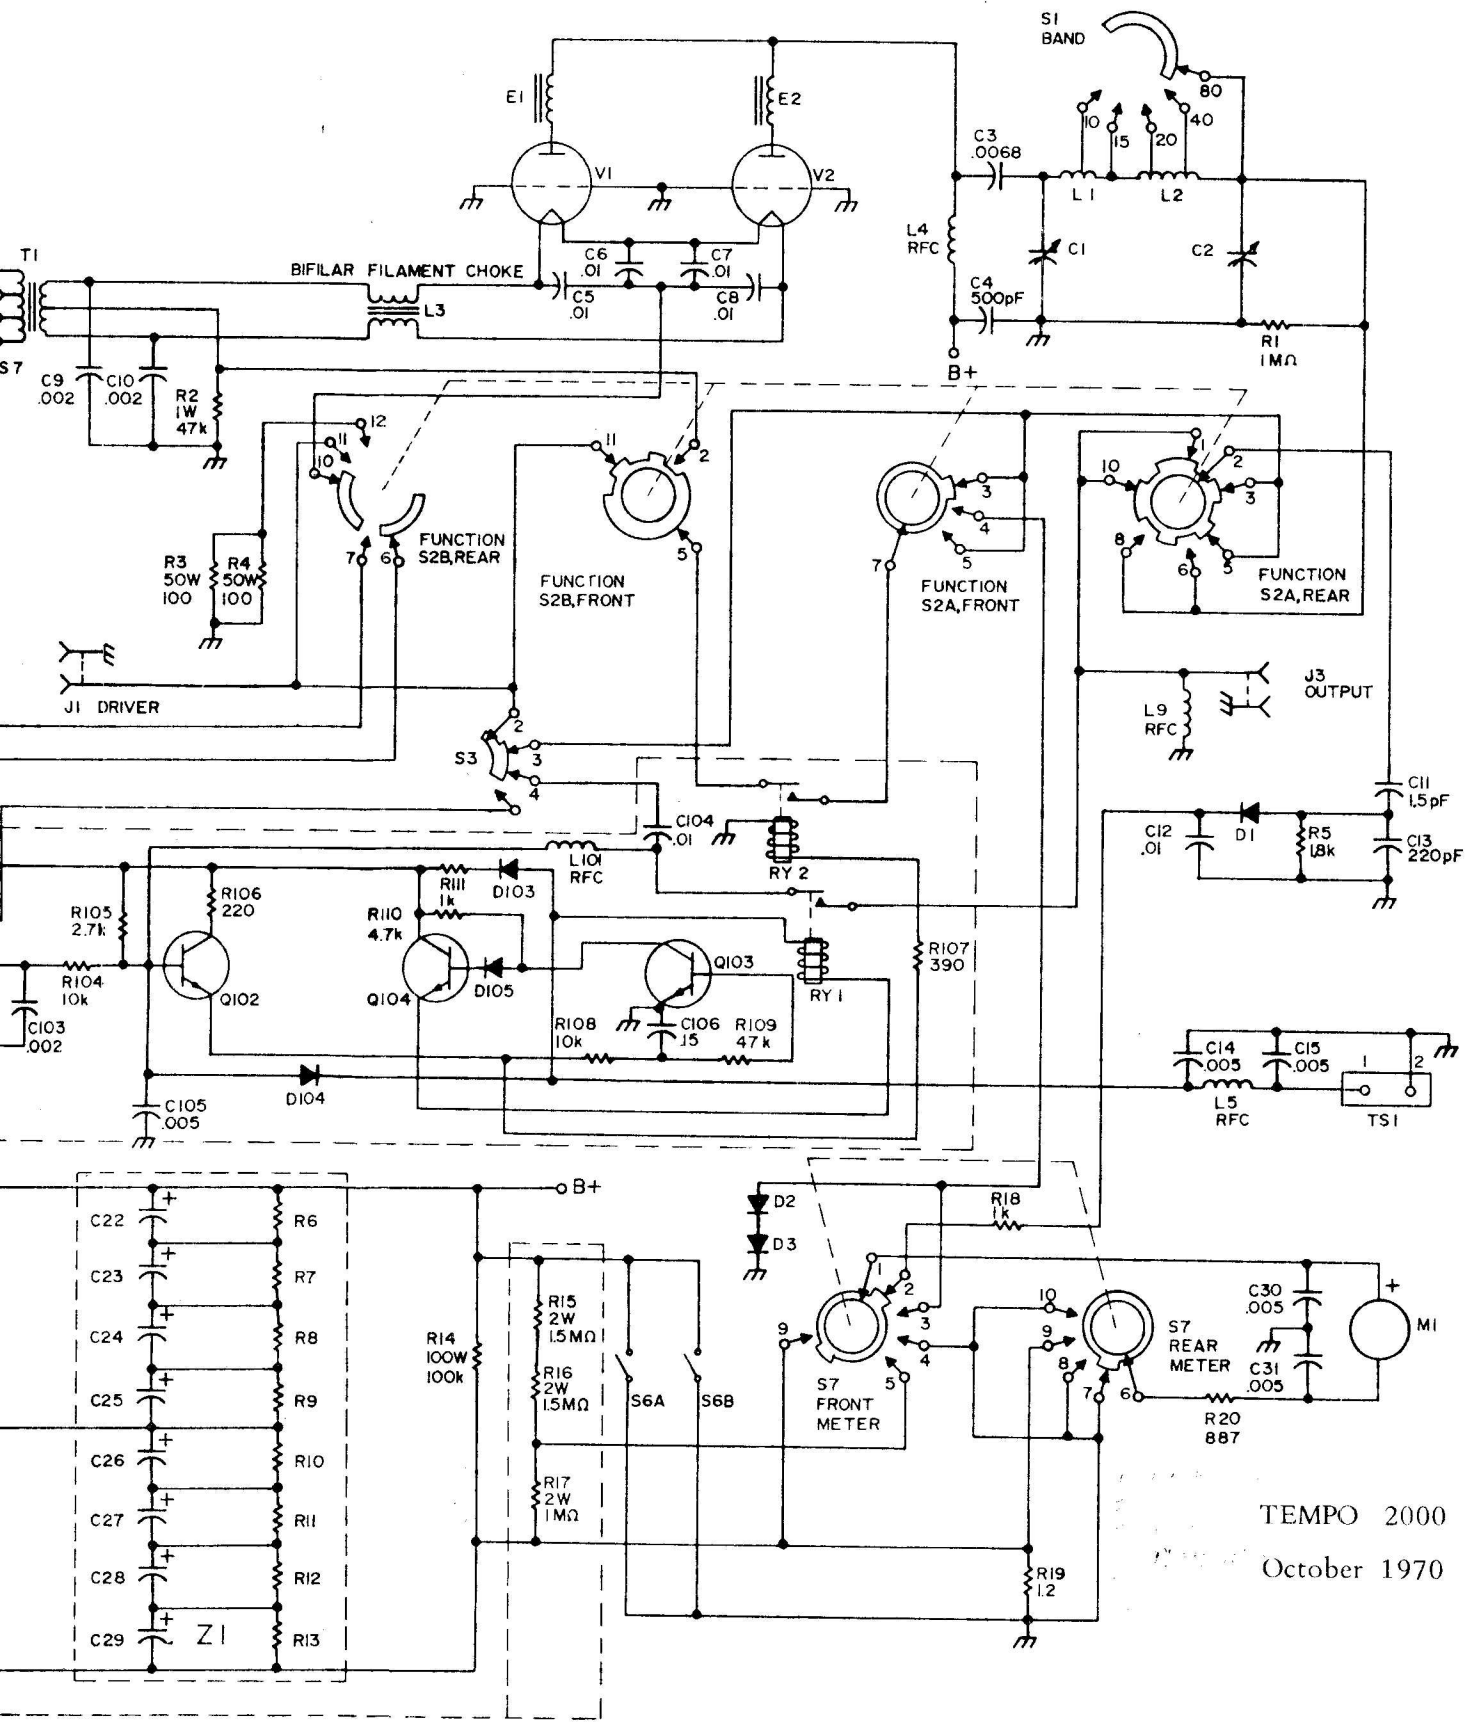 S1
BAND
80
10
15
20
40
E1
E2
V1
V2
C3
.0068
L1
L2
L4
RFC
C1
C2
T1
BIFILAR FILAMENT CHOKE
L3
C6
.01
C7
.01
C5
.01
C8
.01
C4
500pF
R1
1MΩ
B+
S7
C9
.002
C10
.002
R2
1W
47k
12
11
10
7
6
FUNCTION
S2B,REAR
11
2
5
FUNCTION
S2B,FRONT
3
4
5
7
FUNCTION
S2A,FRONT
1
2
3
10
8
6
5
FUNCTION
S2A,REAR
R3
50W
100
R4
50W
100
J1 DRIVER
J3
OUTPUT
L9
RFC
S3
2
3
4
C104
.01
RY 2
C11
1.5pF
C12
.01
D1
R5
1.8k
C13
220pF
L101
RFC
R111
1k
D103
R106
220
R105
2.7k
R110
4.7k
R104
10k
Q102
Q104
D105
Q103
RY 1
R107
390
C103
.002
R108
10k
C106
.15
R109
47k
C105
.005
D104
C14
.005
C15
.005
L5
RFC
1
2
TS1
B+
C22
+
R6
C23
+
R7
C24
+
R8
C25
+
R9
C26
+
R10
C27
+
R11
C28
+
R12
C29
+
R13
Z1
R14
100W
100k
R15
2W
1.5MΩ
R16
2W
1.5MΩ
R17
2W
1MΩ
S6A
S6B
D2
D3
R18
1k
1
2
3
4
5
9
S7
FRONT
METER
10
9
8
7
6
S7
REAR
METER
R20
887
C30
.005
C31
.005
+
M1
R19
1.2
TEMPO 2000
October 1970